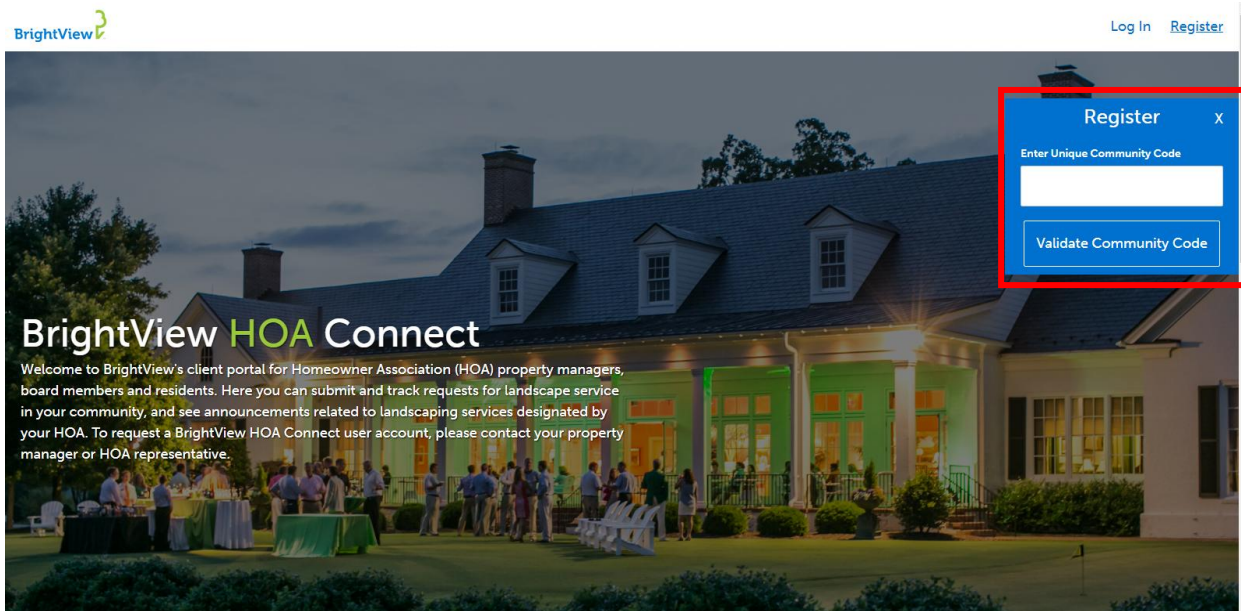 BrightView
Log In Register
Register x
Enter Unique Community Code
Validate Community Code
BrightView HOA Connect
Welcome to BrightView's client portal for Homeowner Association (HOA) property managers,
board members and residents. Here you can submit and track requests for landscape service
in your community, and see announcements related to landscaping services designated by
your HOA. To request a BrightView HOA Connect user account, please contact your property
manager or HOA representative.